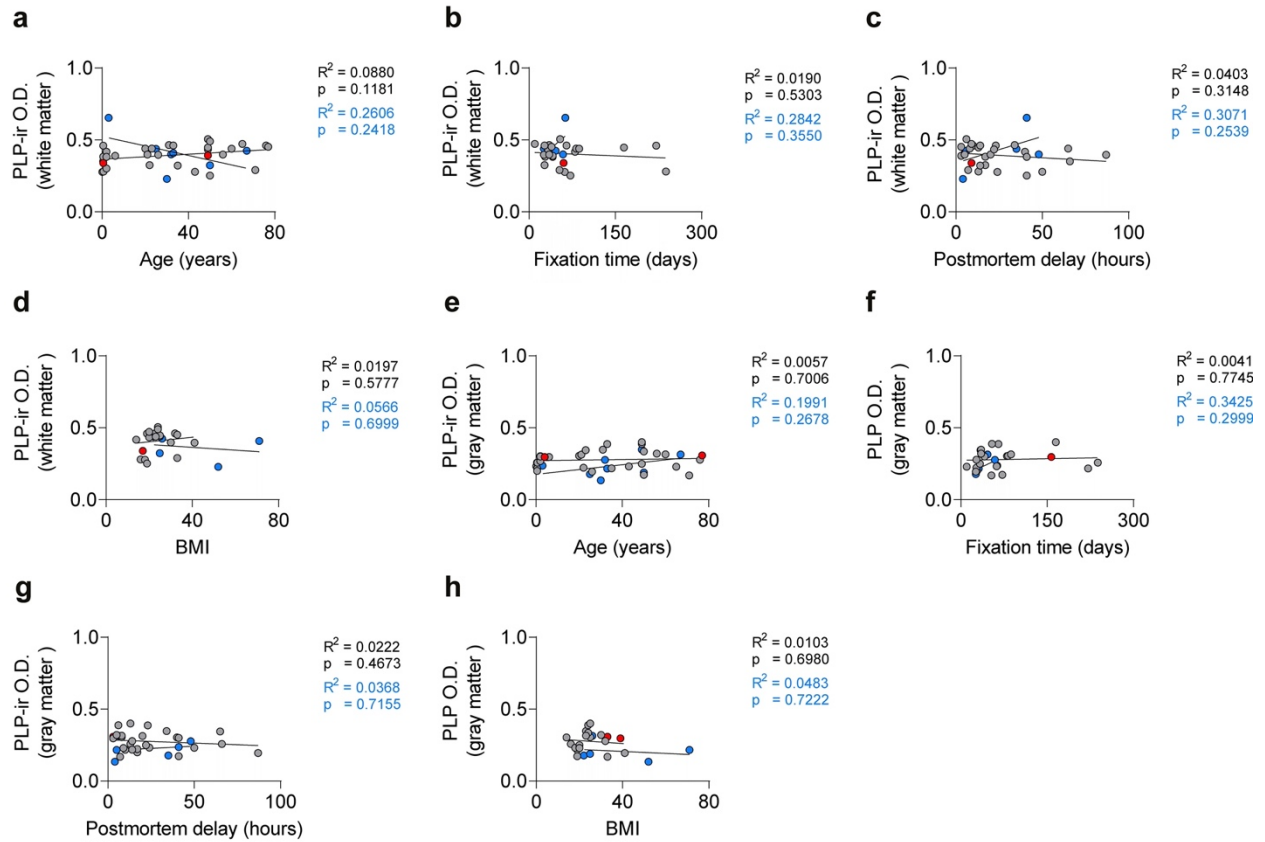 a
PLP-ir O.D.
(white matter )
1.0
0.5
0.0
0
40
80
Age (years)
R² = 0.0880
p = 0.1181
R² = 0.2606
p = 0.2418
b
PLP-ir O.D.
(white matter )
1.0
0.5
0.0
0
150
300
Fixation time (days)
R² = 0.0190
p = 0.5303
R² = 0.2842
p = 0.3550
c
PLP-ir O.D.
(white matter )
1.0
0.5
0.0
0
50
100
Postmortem delay (hours)
R² = 0.0403
p = 0.3148
R² = 0.3071
p = 0.2539
d
PLP-ir O.D.
(white matter )
1.0
0.5
0.0
0
40
80
BMI
R² = 0.0197
p = 0.5777
R² = 0.0566
p = 0.6999
e
PLP-ir O.D.
(gray matter )
1.0
0.5
0.0
0
40
80
Age (years)
R² = 0.0057
p = 0.7006
R² = 0.1991
p = 0.2678
f
PLP O.D.
(gray matter )
1.0
0.5
0.0
0
150
300
Fixation time (days)
R² = 0.0041
p = 0.7745
R² = 0.3425
p = 0.2999
g
PLP-ir O.D.
(gray matter )
1.0
0.5
0.0
0
50
100
Postmortem delay (hours)
R² = 0.0222
p = 0.4673
R² = 0.0368
p = 0.7155
h
PLP O.D.
(gray matter )
1.0
0.5
0.0
0
40
80
BMI
R² = 0.0103
p = 0.6980
R² = 0.0483
p = 0.7222